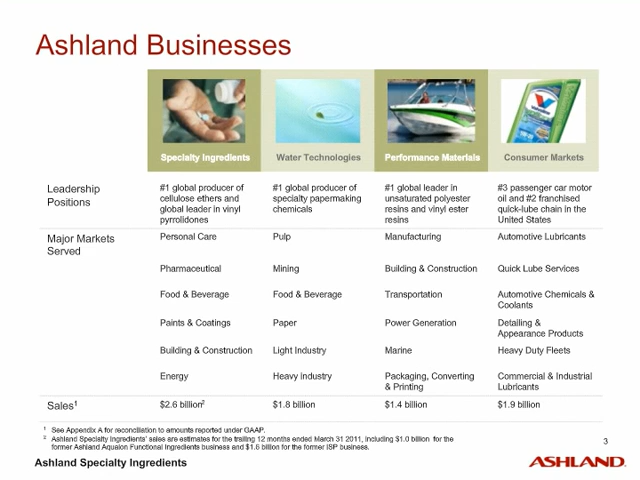 Ashland Businesses
Specialty Ingredients
Water Technologies
Performance Materials
Consumer Markets
Valvoline
Leadership
Positions
#1 global producer of
cellulose ethers and
global leader in vinyl
pyrrolidones
#1 global producer of
specialty papermaking
chemicals
#1 global leader in
unsaturated polyester
resins and vinyl ester
resins
#3 passenger car motor
oil and #2 franchised
quick-lube chain in the
United States
Major Markets
Served
Personal Care
Pulp
Manufacturing
Automotive Lubricants
Pharmaceutical
Mining
Building & Construction
Quick Lube Services
Food & Beverage
Food & Beverage
Transportation
Automotive Chemicals &
Coolants
Paints & Coatings
Paper
Power Generation
Detailing &
Appearance Products
Building & Construction
Light Industry
Marine
Heavy Duty Fleets
Energy
Heavy Industry
Packaging, Converting
& Printing
Commercial & Industrial
Lubricants
Sales¹
$2.6 billion²
$1.8 billion
$1.4 billion
$1.9 billion
¹ See Appendix A for reconciliation to amounts reported under GAAP.
² Ashland Specialty Ingredients' sales are estimates for the trailing 12 months ended March 31 2011, including $1.0 billion for the
former Ashland Aqualon Functional Ingredients business and $1.6 billion for the former ISP business.
3
Ashland Specialty Ingredients
ASHLAND